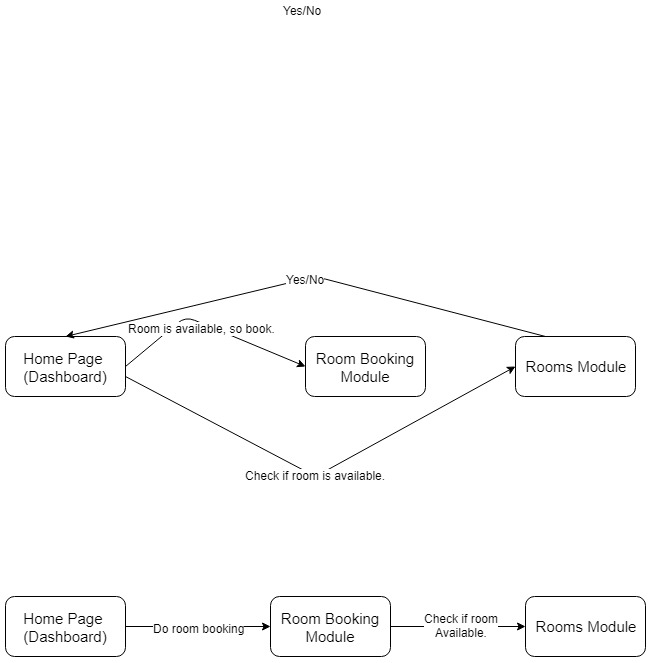 Yes/No
Yes/No
Room is available, so book.
Home Page
(Dashboard)
Room Booking
Module
Rooms Module
Check if room is available.
Home Page
(Dashboard)
Do room booking
Room Booking
Module
Check if room
Available.
Rooms Module